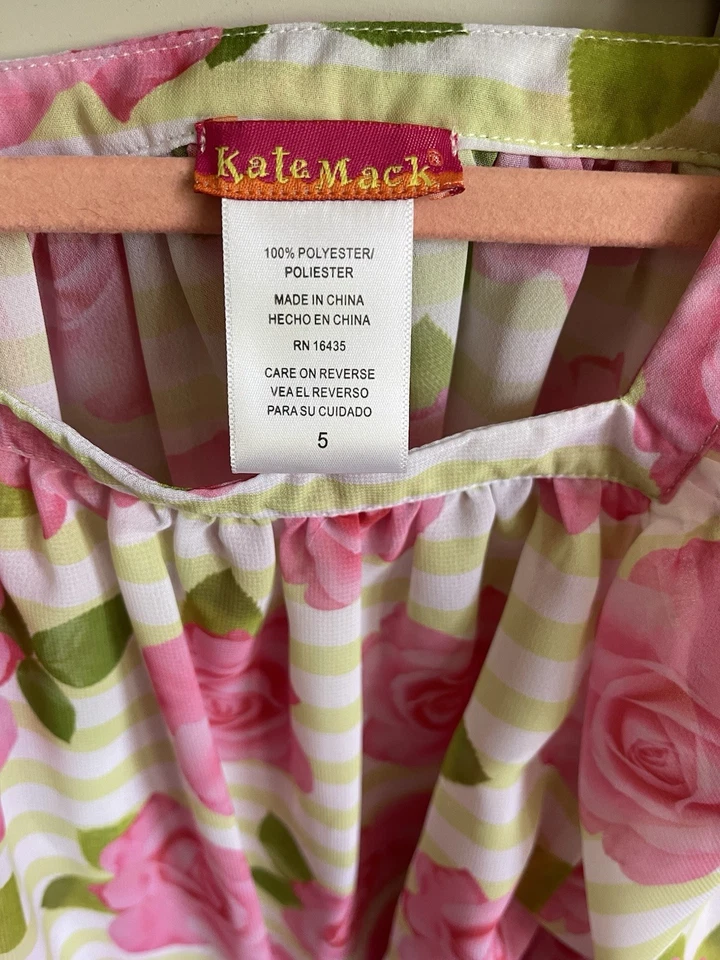 Kate Mack®
100% POLYESTER/
POLIESTER
MADE IN CHINA
HECHO EN CHINA
RN 16435
CARE ON REVERSE
VEA EL REVERSO
PARA SU CUIDADO
5